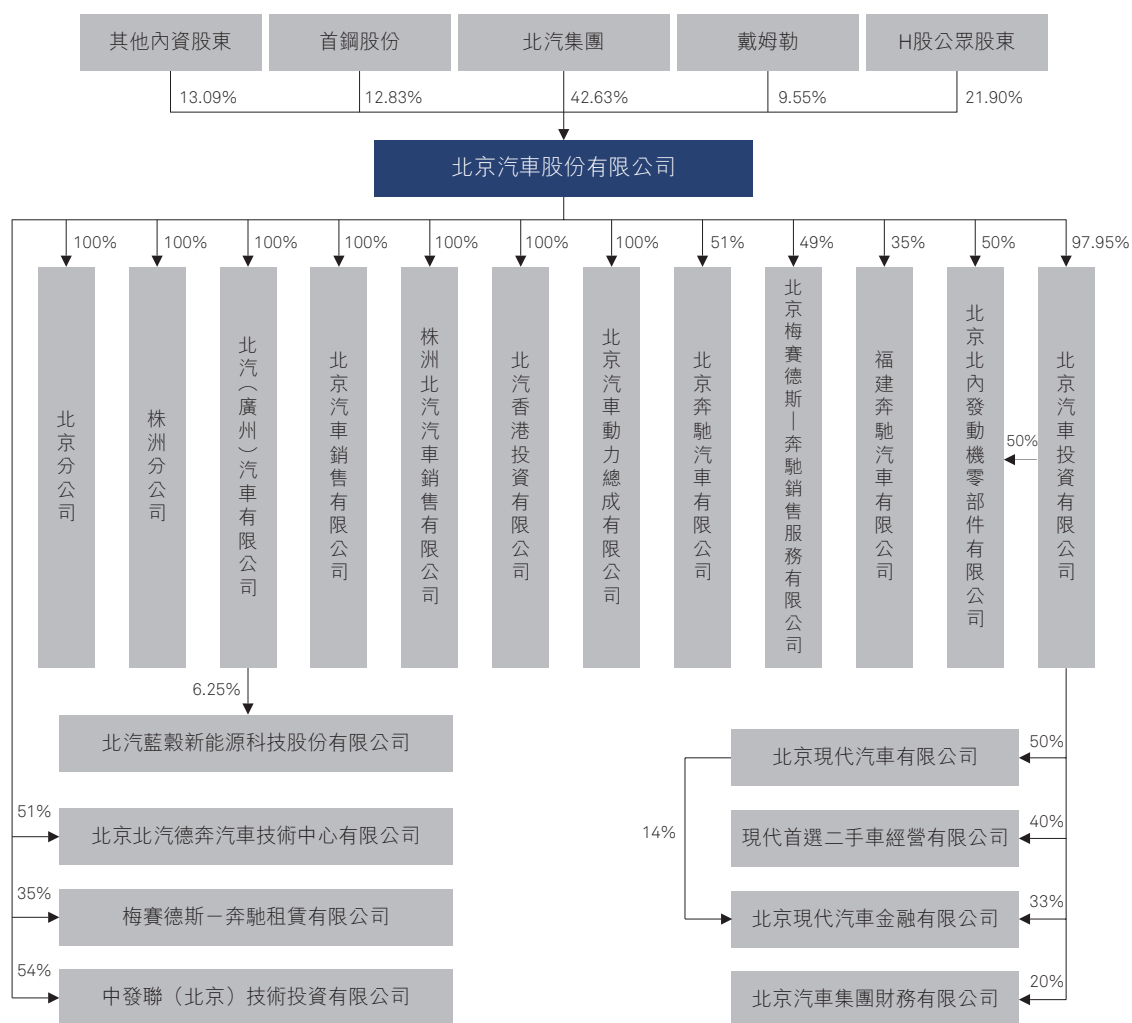 其他內資股東
首鋼股份
北汽集團
戴姆勒
H股公眾股東
13.09%
12.83%
42.63%
9.55%
21.90%
北京汽車股份有限公司
100%
100%
100%
100%
100%
100%
100%
51%
49%
35%
50%
97.95%
北京分公司
株洲分公司
北汽（廣州）汽車有限公司
北京汽車銷售有限公司
株洲北汽汽車銷售有限公司
北汽香港投資有限公司
北京汽車動力總成有限公司
北京奔馳汽車有限公司
北京梅賽德斯—奔馳銷售服務有限公司
福建奔馳汽車有限公司
北京北內發動機零部件有限公司
50%
北京汽車投資有限公司
6.25%
北汽藍穀新能源科技股份有限公司
51%
北京北汽德奔汽車技術中心有限公司
35%
梅賽德斯－奔馳租賃有限公司
54%
中發聯（北京）技術投資有限公司
50%
北京現代汽車有限公司
14%
40%
現代首選二手車經營有限公司
33%
北京現代汽車金融有限公司
20%
北京汽車集團財務有限公司